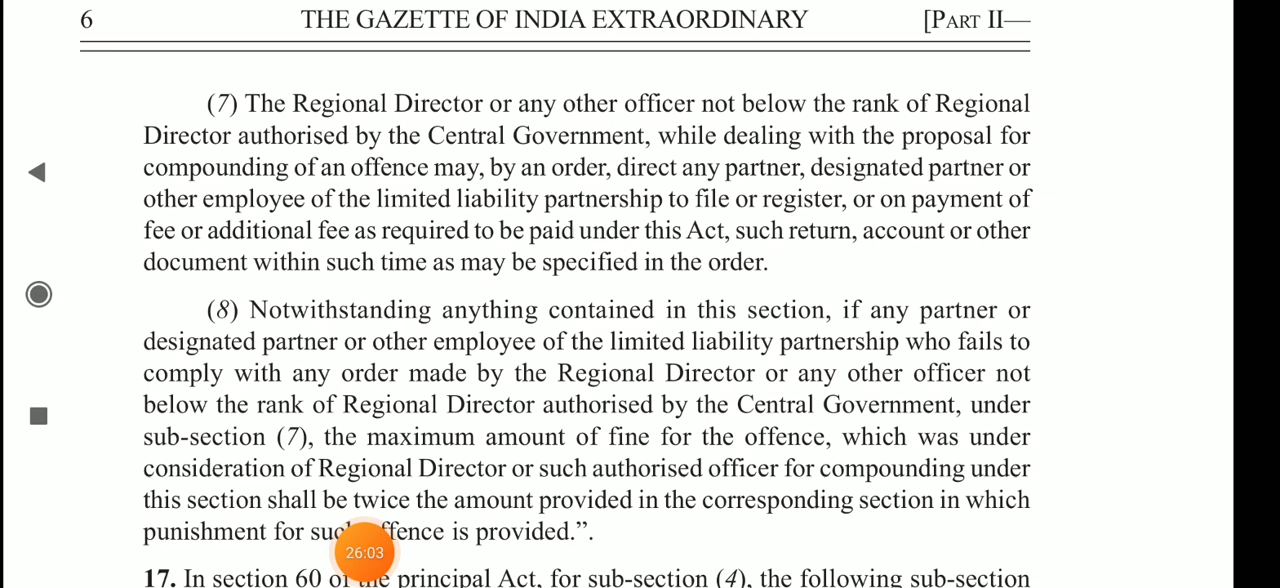 6 THE GAZETTE OF INDIA EXTRAORDINARY [PART II—
(7) The Regional Director or any other officer not below the rank of Regional
Director authorised by the Central Government, while dealing with the proposal for
compounding of an offence may, by an order, direct any partner, designated partner or
other employee of the limited liability partnership to file or register, or on payment of
fee or additional fee as required to be paid under this Act, such return, account or other
document within such time as may be specified in the order.
(8) Notwithstanding anything contained in this section, if any partner or
designated partner or other employee of the limited liability partnership who fails to
comply with any order made by the Regional Director or any other officer not
below the rank of Regional Director authorised by the Central Government, under
sub-section (7), the maximum amount of fine for the offence, which was under
consideration of Regional Director or such authorised officer for compounding under
this section shall be twice the amount provided in the corresponding section in which
punishment for such offence is provided.”.
26:03
17. In section 60 of the principal Act, for sub-section (4), the following sub-section